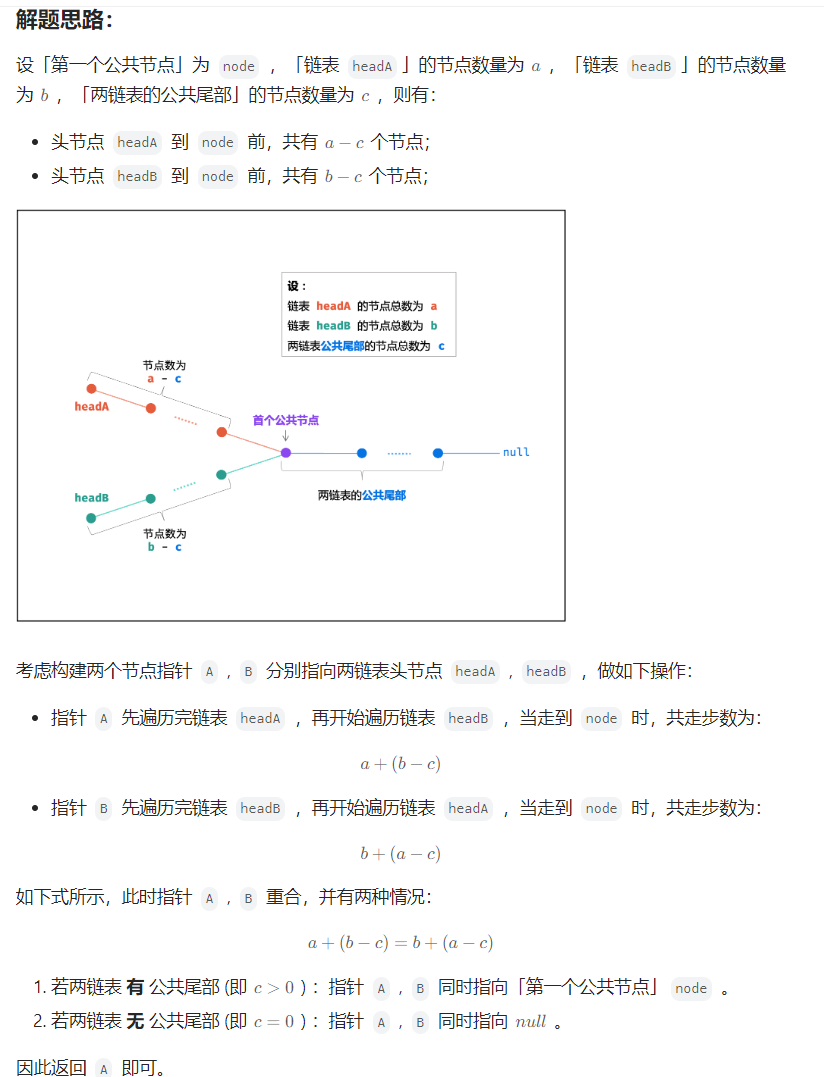 解题思路：
设「第一个公共节点」为 node ，「链表 headA 」的节点数量为 a ，「链表 headB 」的节点数量
为 b ，「两链表的公共尾部」的节点数量为 c ，则有：
• 头节点 headA 到 node 前，共有 a − c 个节点；
• 头节点 headB 到 node 前，共有 b − c 个节点；
设：
链表 headA 的节点总数为 a
链表 headB 的节点总数为 b
两链表公共尾部的节点总数为 c
节点数为
a - c
headA
首个公共节点
null
headB
两链表的公共尾部
节点数为
b - c
考虑构建两个节点指针 A , B 分别指向两链表头节点 headA , headB ，做如下操作：
• 指针 A 先遍历完链表 headA ，再开始遍历链表 headB ，当走到 node 时，共走步数为：
a + (b − c)
• 指针 B 先遍历完链表 headB ，再开始遍历链表 headA ，当走到 node 时，共走步数为：
b + (a − c)
如下式所示，此时指针 A , B 重合，并有两种情况：
a + (b − c) = b + (a − c)
1. 若两链表 有 公共尾部 (即 c > 0 ) ：指针 A , B 同时指向「第一个公共节点」 node 。
2. 若两链表 无 公共尾部 (即 c = 0 ) ：指针 A , B 同时指向 null 。
因此返回 A 即可。